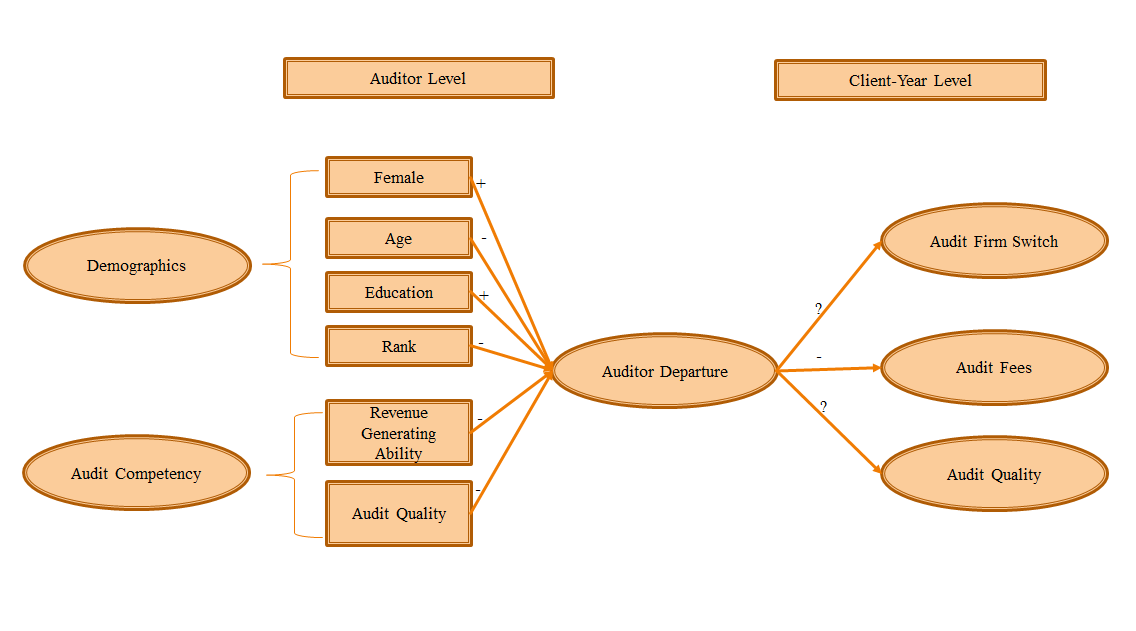 Auditor Level
Client-Year Level
Female
+
Age
-
Demographics
Education
+
Rank
-
Revenue
Generating
Ability
-
Audit Competency
Audit Quality
-
Auditor Departure
Audit Firm Switch
?
Audit Fees
-
Audit Quality
?